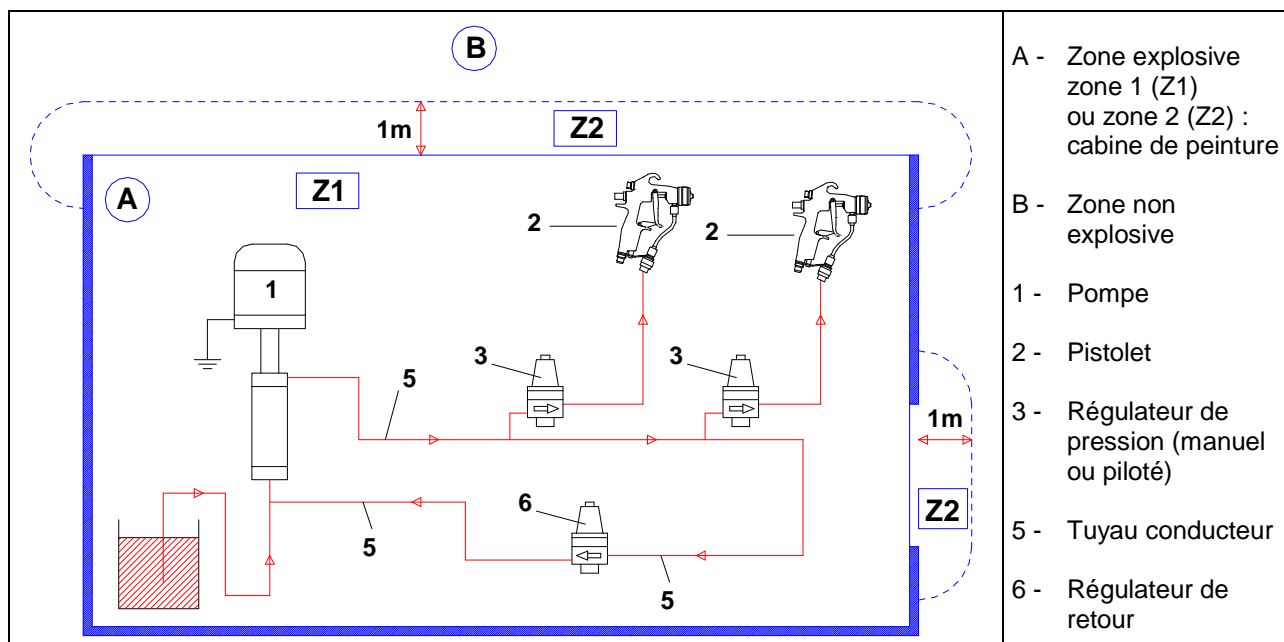 B
1m
Z2
A
Z1
2
2
1
3
3
5
1m
6
Z2
5
5
A - Zone explosive
zone 1 (Z1)
ou zone 2 (Z2) :
cabine de peinture
B - Zone non
explosive
1 - Pompe
2 - Pistolet
3 - Régulateur de
pression (manuel
ou piloté)
5 - Tuyau conducteur
6 - Régulateur de
retour